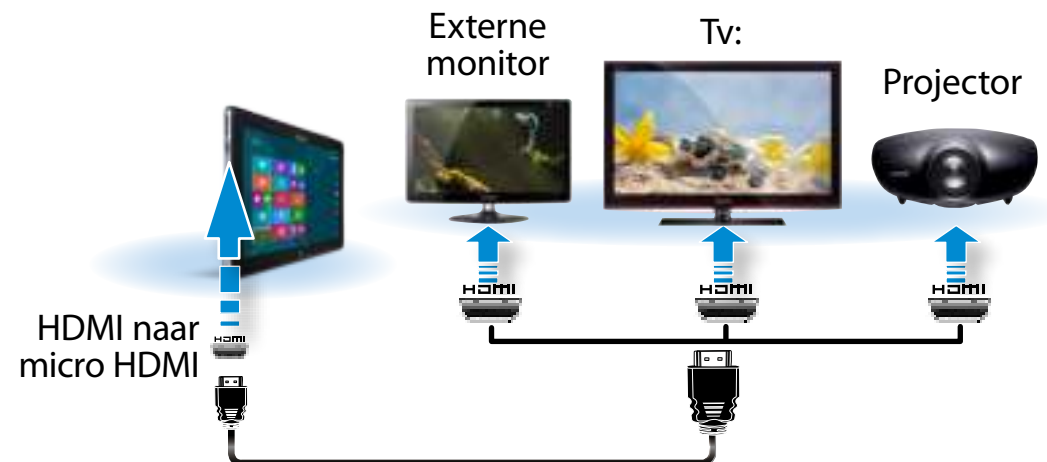 Externe
monitor
Tv:
Projector
HDMI
HDMI
HDMI
HDMI naar
micro HDMI
HDMI